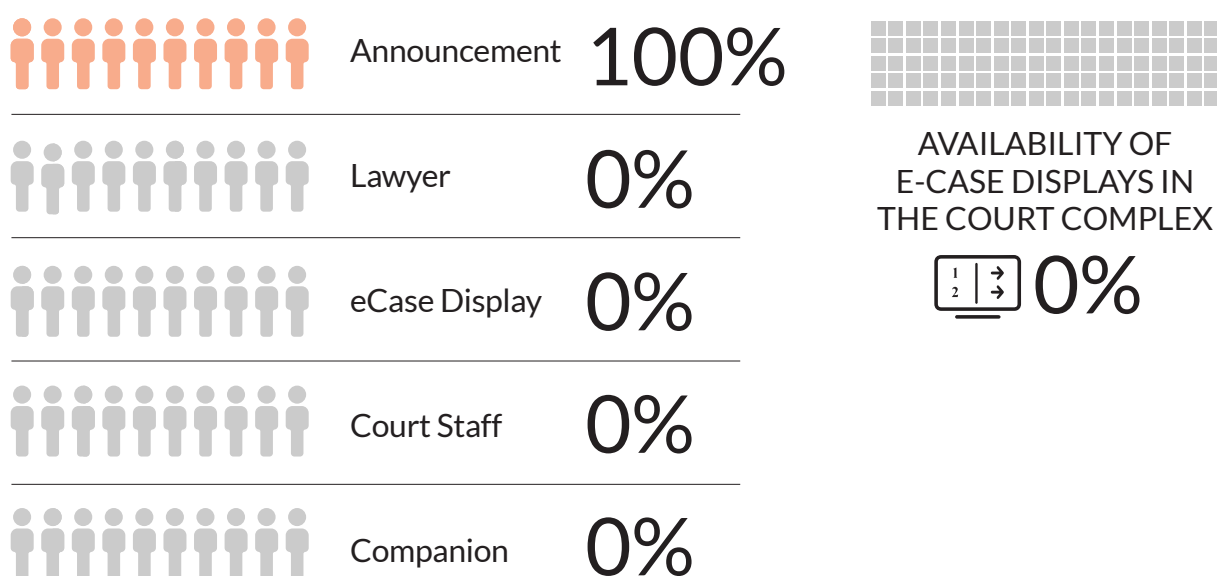 Announcement 100%
Lawyer 0%
eCase Display 0%
Court Staff 0%
Companion 0%
AVAILABILITY OF
E-CASE DISPLAYS IN
THE COURT COMPLEX
1
2
0%